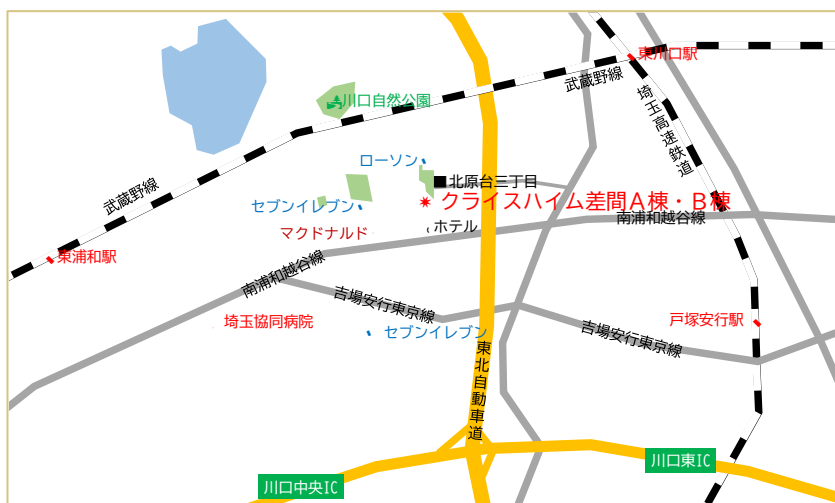 東川口駅
武蔵野線
川口自然公園
埼玉高速鉄道
ローソン
北原台三丁目
武蔵野線
クライスハイム差間A棟・B棟
セブンイレブン
南浦和越谷線
ホテル
マクドナルド
東浦和駅
南浦和越谷線
吉場安行東京線
埼玉協同病院
戸塚安行駅
セブンイレブン
吉場安行東京線
東北自動車道
川口東IC
川口中央IC